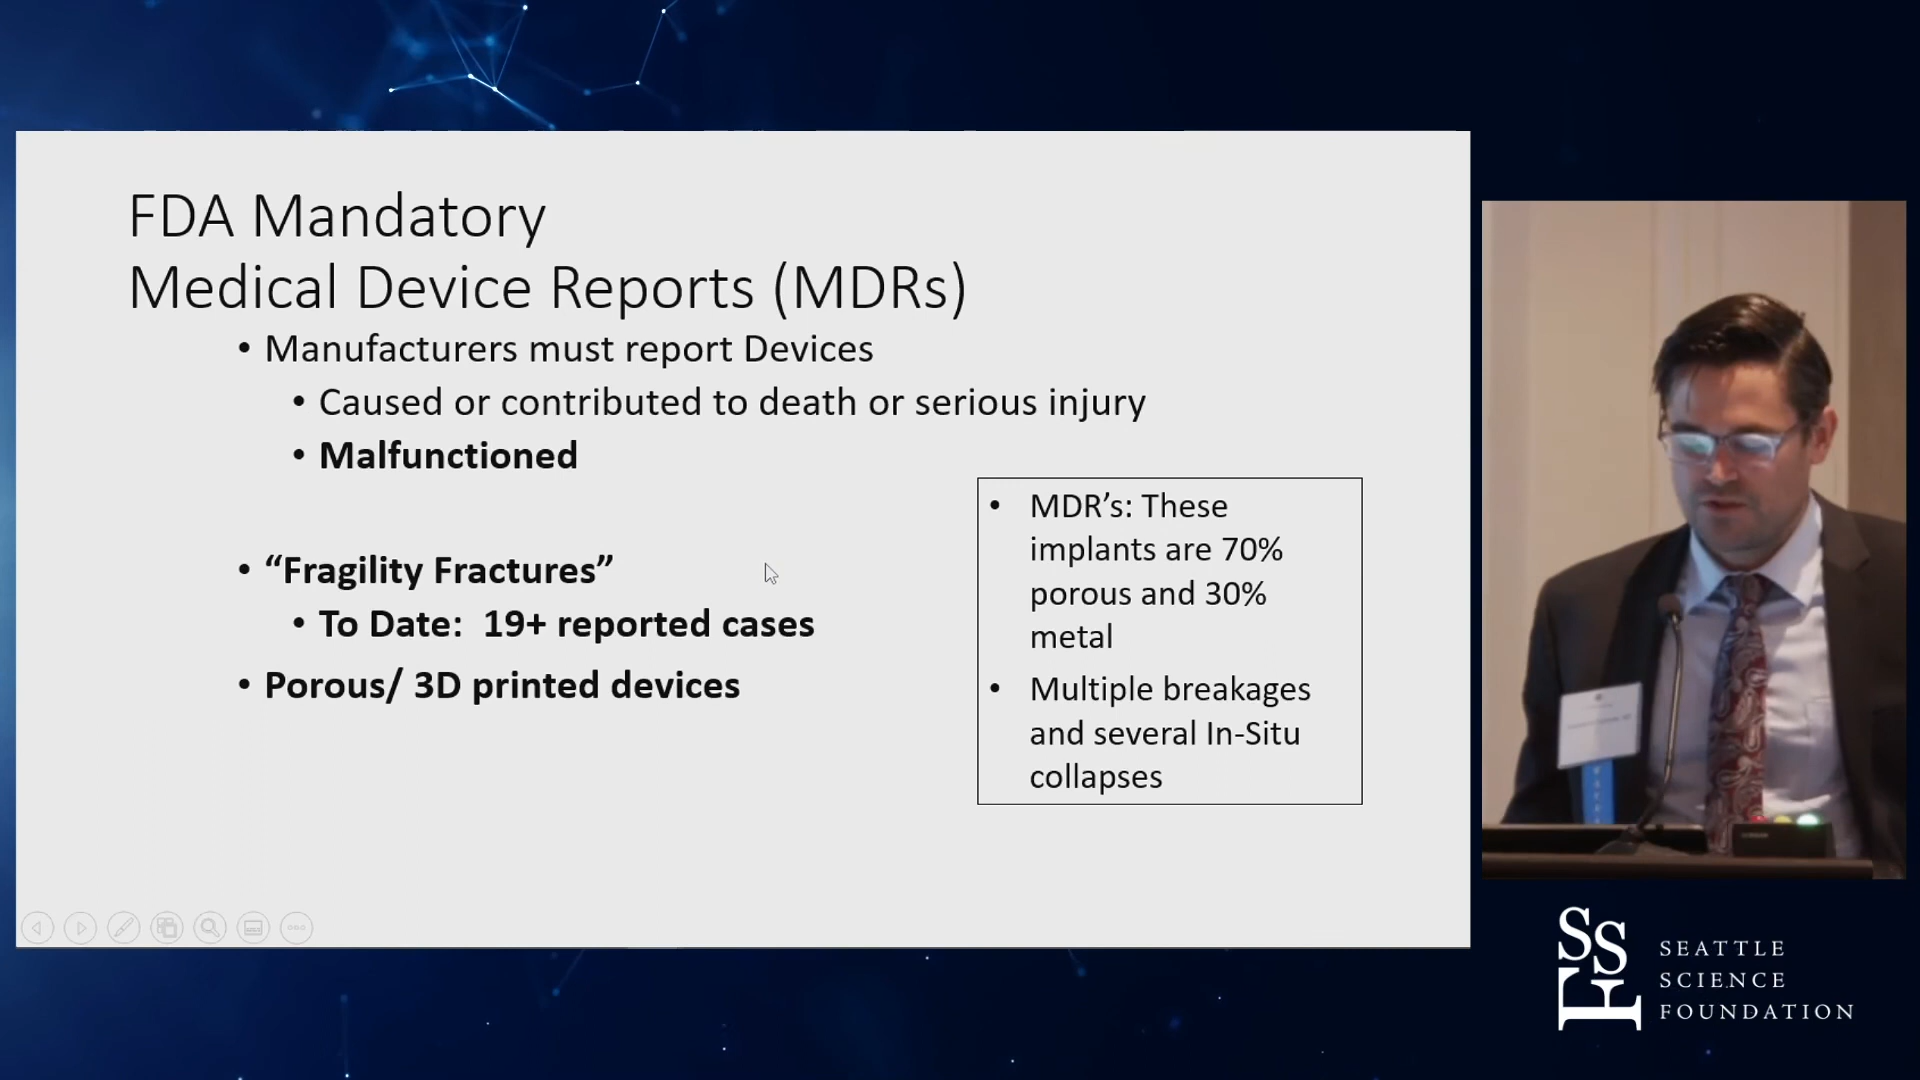 FDA Mandatory
Medical Device Reports (MDRs)
• Manufacturers must report Devices
• Caused or contributed to death or serious injury
• Malfunctioned
• “Fragility Fractures”
• To Date: 19+ reported cases
• Porous/ 3D printed devices
• MDR’s: These
implants are 70%
porous and 30%
metal
• Multiple breakages
and several In-Situ
collapses
SSF
SEATTLE
SCIENCE
FOUNDATION